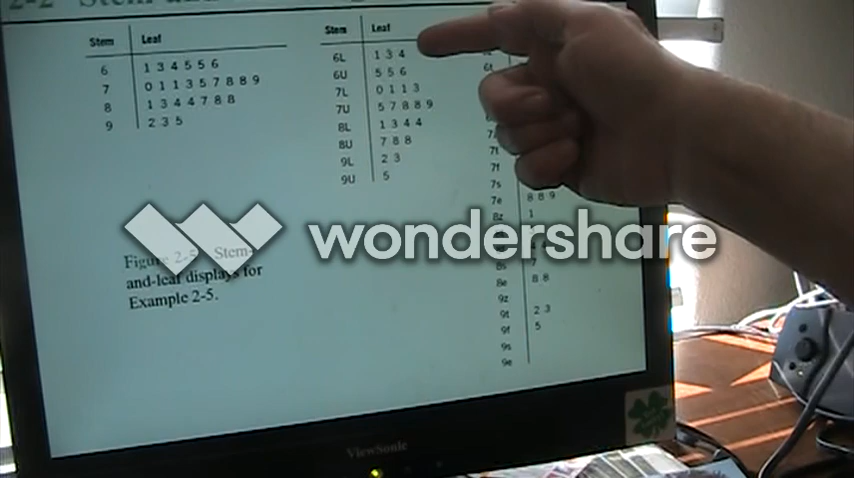 2-2 Stem-and-
Stem Leaf
6 1 3 4 5 5 6
7 0 1 1 3 5 7 8 8 9
8 1 3 4 4 7 8 8
9 2 3 5
Stem Leaf
6L 1 3 4
6U 5 5 6
7L 0 1 1 3
7U 5 7 8 8 9
8L 1 3 4 4
8U 7 8 8
9L 2 3
9U 5
6t
7t
7f
7s
7e 8 8 9
8z 1
8s 7
8e 8 8
9z
9t 2 3
9f 5
9s
9e
Figure 2-5 Stem-
and-leaf displays for
Example 2-5.
wondershare
ViewSonic